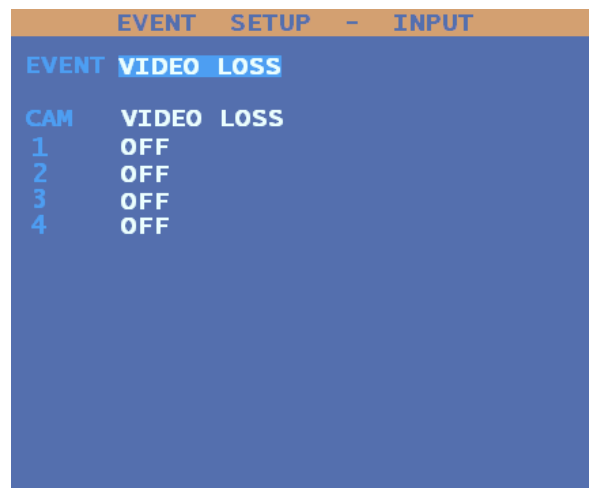 EVENT SETUP - INPUT
EVENT VIDEO LOSS
CAM VIDEO LOSS
1 OFF
2 OFF
3 OFF
4 OFF